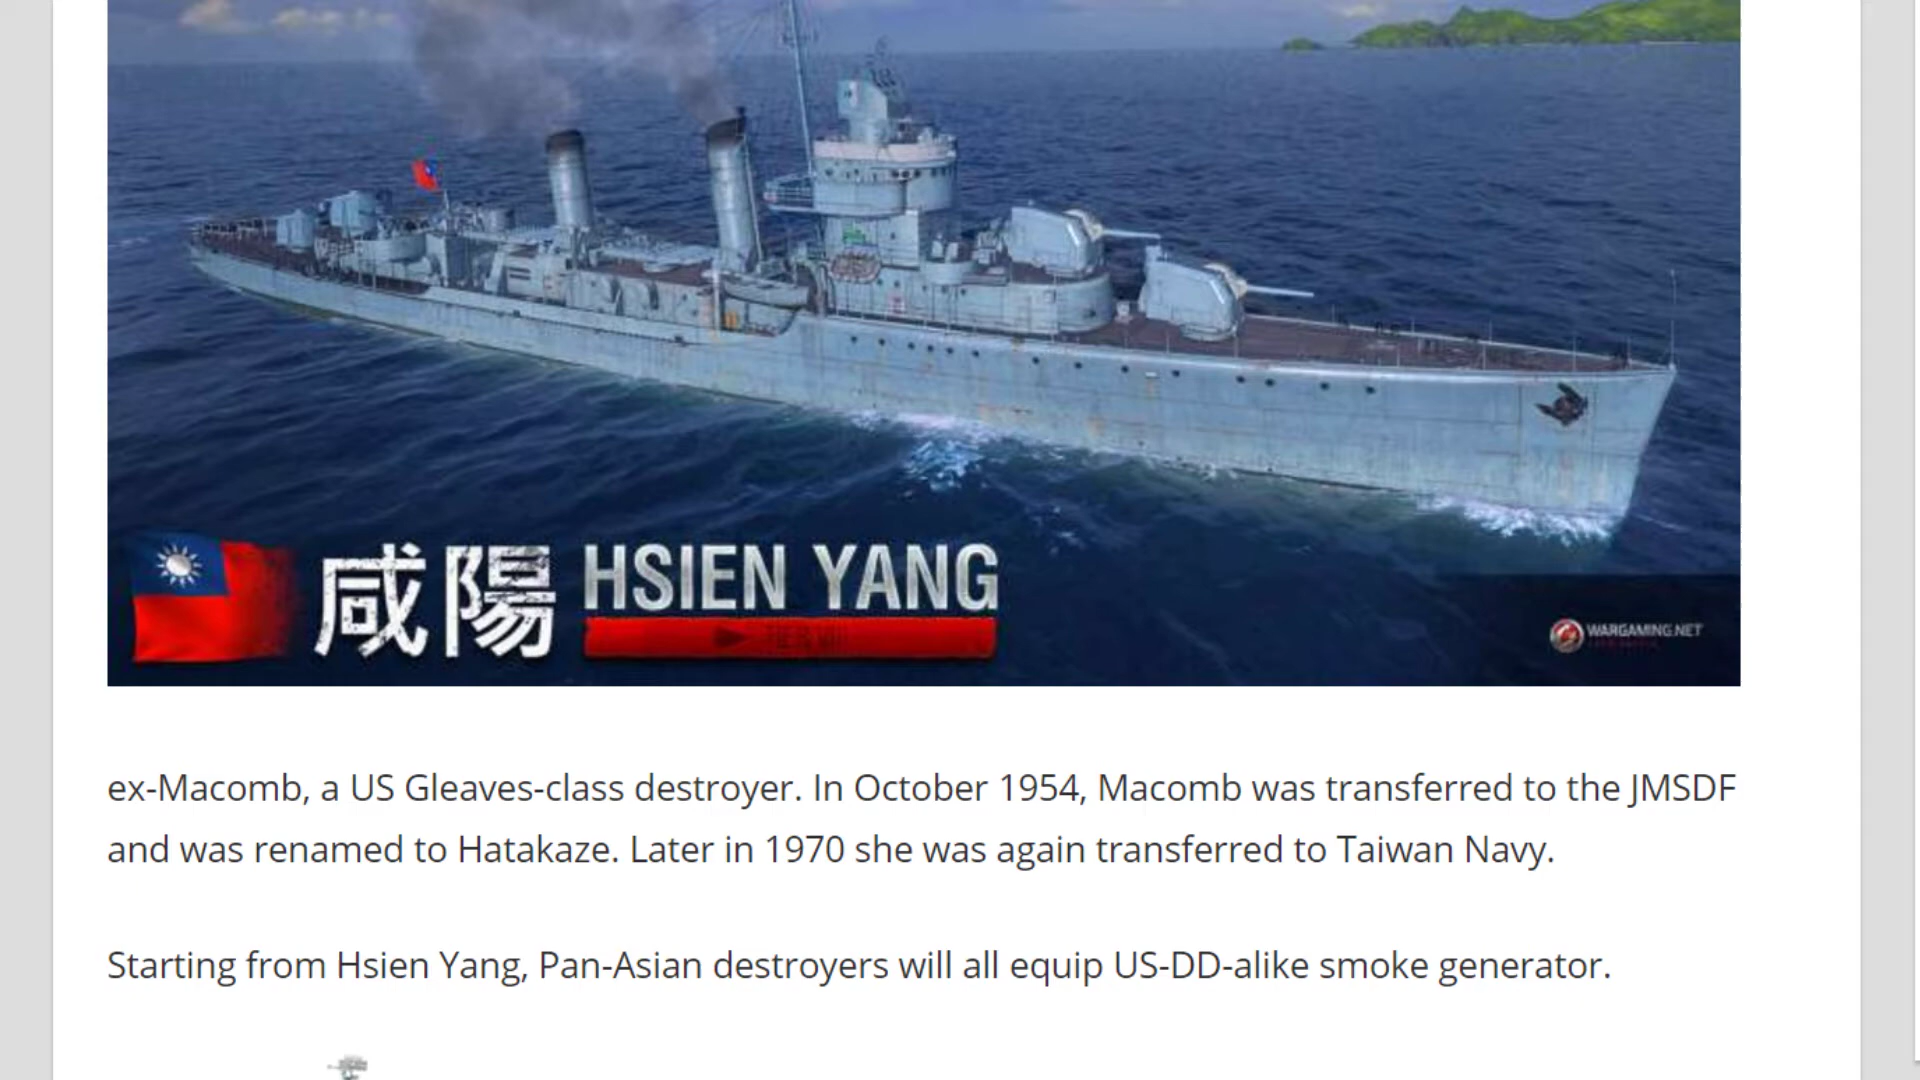 咸陽 HSIEN YANG
WARGAMING.NET
ex-Macomb, a US Gleaves-class destroyer. In October 1954, Macomb was transferred to the JMSDF
and was renamed to Hatakaze. Later in 1970 she was again transferred to Taiwan Navy.
Starting from Hsien Yang, Pan-Asian destroyers will all equip US-DD-alike smoke generator.